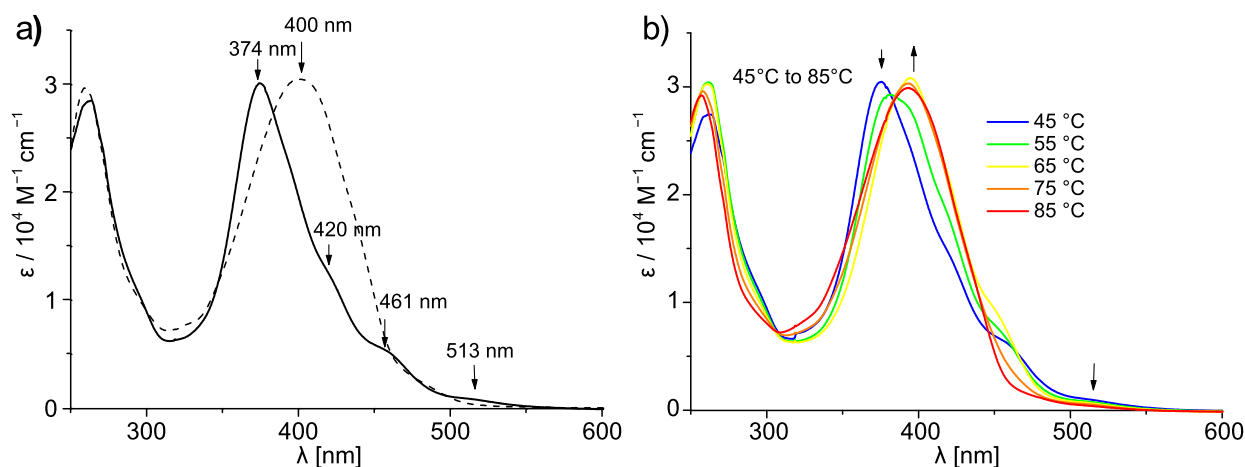 a)
400 nm
374 nm
420 nm
461 nm
513 nm
3
2
1
0
ε / 10⁴ M⁻¹ cm⁻¹
300
400
500
600
λ [nm]
b)
45°C to 85°C
45 °C
55 °C
65 °C
75 °C
85 °C
3
2
1
0
ε / 10⁴ M⁻¹ cm⁻¹
300
400
500
600
λ [nm]